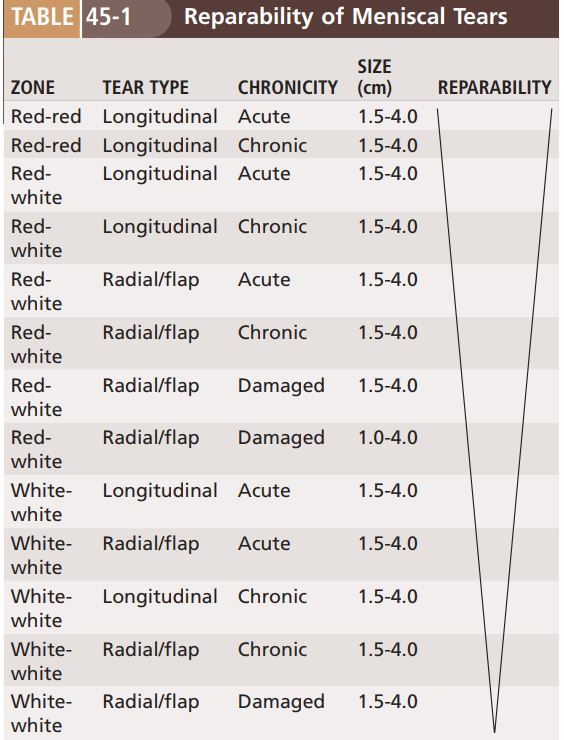 TABLE 45-1 Reparability of Meniscal Tears
SIZE
ZONE TEAR TYPE CHRONICITY (cm) REPARABILITY
Red-red Longitudinal Acute 1.5-4.0
Red-red Longitudinal Chronic 1.5-4.0
Red- Longitudinal Acute 1.5-4.0
white
Red- Longitudinal Chronic 1.5-4.0
white
Red- Radial/flap Acute 1.5-4.0
white
Red- Radial/flap Chronic 1.5-4.0
white
Red- Radial/flap Damaged 1.5-4.0
white
Red- Radial/flap Damaged 1.0-4.0
white
White- Longitudinal Acute 1.5-4.0
white
White- Radial/flap Acute 1.5-4.0
white
White- Longitudinal Chronic 1.5-4.0
white
White- Radial/flap Chronic 1.5-4.0
white
White- Radial/flap Damaged 1.5-4.0
white